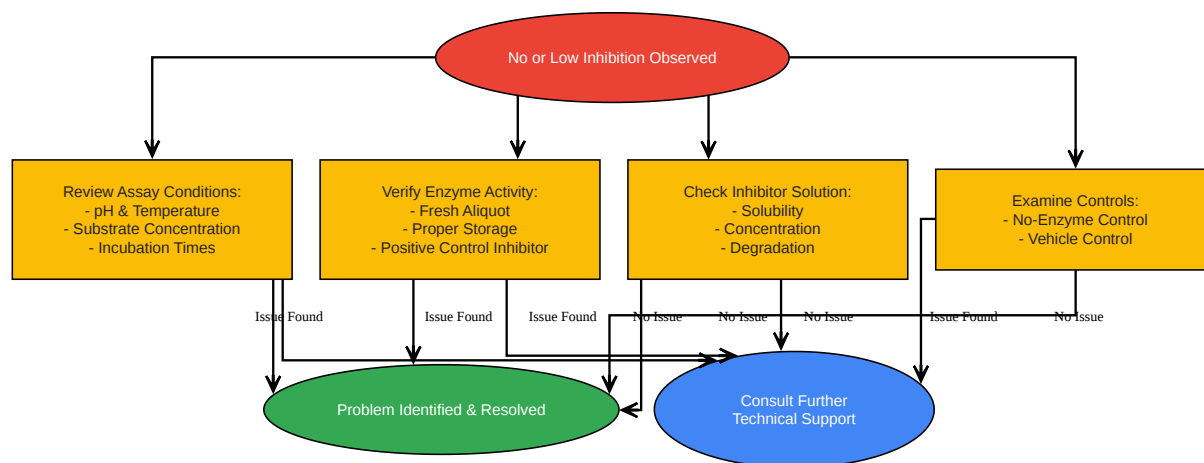 No or Low Inhibition Observed
Review Assay Conditions:
- pH & Temperature
- Substrate Concentration
- Incubation Times
Verify Enzyme Activity:
- Fresh Aliquot
- Proper Storage
- Positive Control Inhibitor
Check Inhibitor Solution:
- Solubility
- Concentration
- Degradation
Examine Controls:
- No-Enzyme Control
- Vehicle Control
Issue Found
Issue Found
Issue Found
No Issue
No Issue
No Issue
Issue Found
No Issue
Problem Identified & Resolved
Consult Further
Technical Support